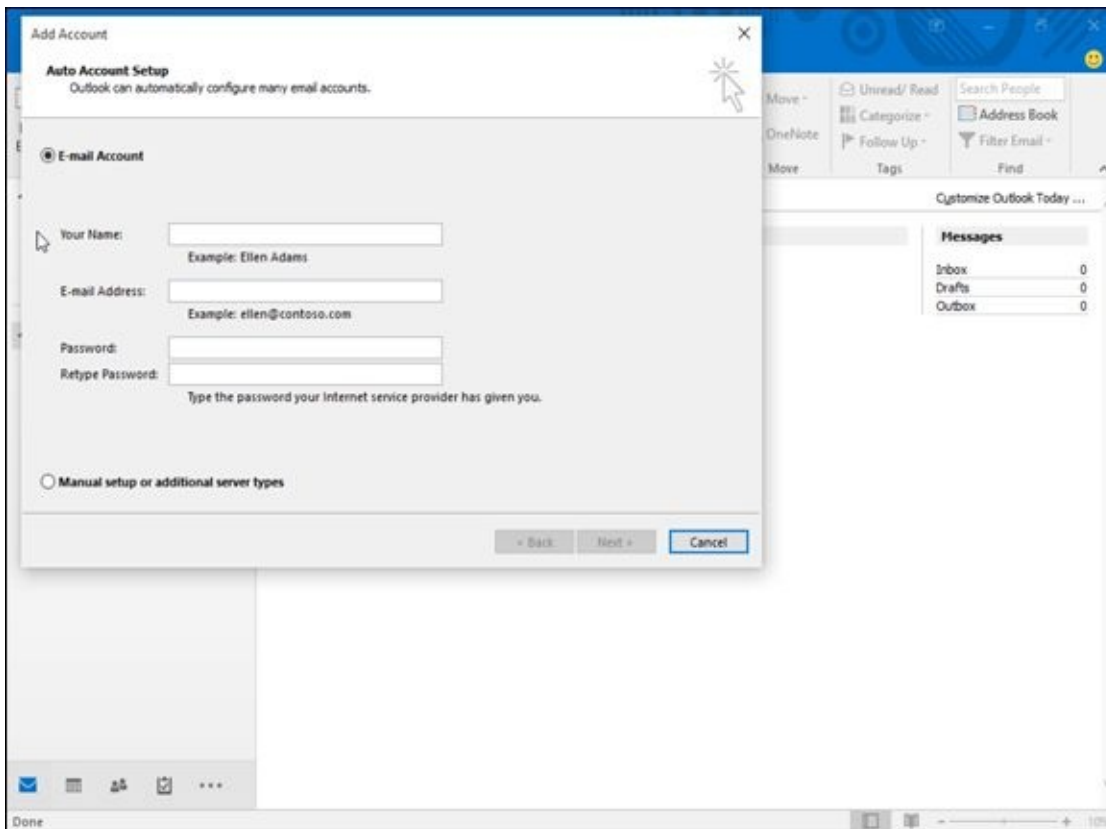 Add Account
Auto Account Setup
Outlook can automatically configure many email accounts.
E-mail Account
Your Name:
Example: Ellen Adams
E-mail Address:
Example: ellen@contoso.com
Password:
Retype Password:
Type the password your Internet service provider has given you.
Manual setup or additional server types
< Back Next > Cancel
Move
OneNote
Move
Unread/ Read
Categorize
Follow Up
Tags
Search People
Address Book
Filter Email
Find
Customize Outlook Today ...
Messages
Inbox 0
Drafts 0
Outbox 0
Done